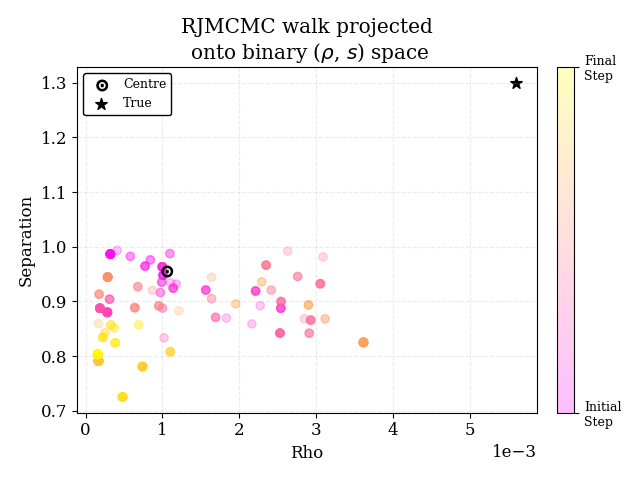 RJMCMC walk projected
onto binary (ρ, s) space
Centre
True
Separation
1.3
1.2
1.1
1.0
0.9
0.8
0.7
0
1
2
3
4
5
1e−3
Rho
Final
Step
Initial
Step